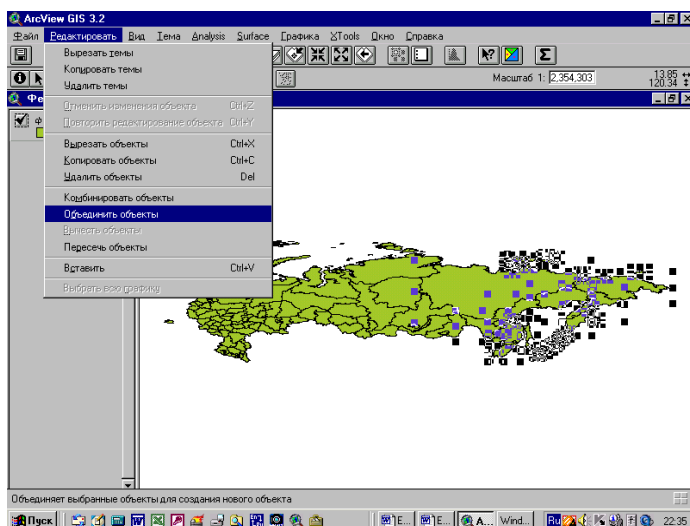 ArcView GIS 3.2
Файл Редактировать Вид Тема Analysis Surface Графика XTools Окно Справка
Масштаб 1: 2,354,303
13.85
120.34
Вырезать темы
Копировать темы
Удалить темы
Отменить изменения объекта Ctrl+Z
Повторить редактирование объекта Ctrl+Y
Вырезать объекты Ctrl+X
Копировать объекты Ctrl+C
Удалить объекты Del
Комбинировать объекты
Объединить объекты
Вычесть объекты
Пересечь объекты
Вставить Ctrl+V
Выбрать всю графику
Фе
Ф
Объединяет выбранные объекты для создания нового объекта
Пуск E... E... A... Wind... Ru 22:35